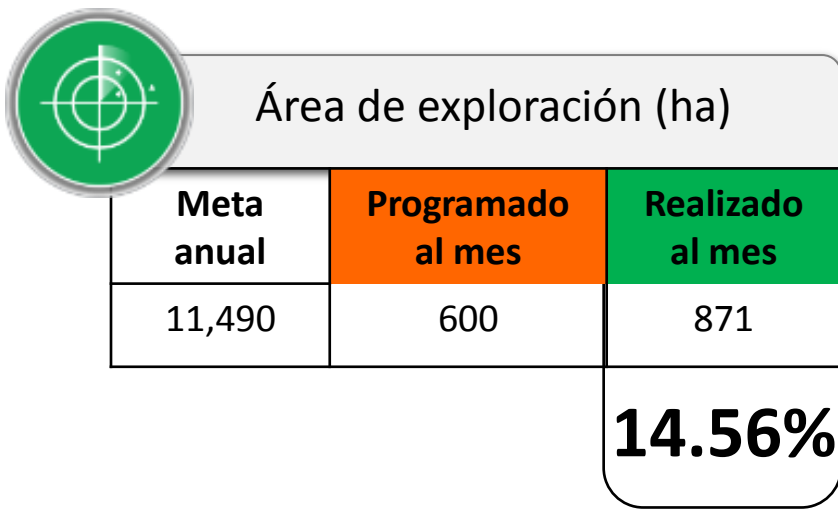 Área de exploración (ha)
Meta anual
Programado al mes
Realizado al mes
11,490
600
871
14.56%